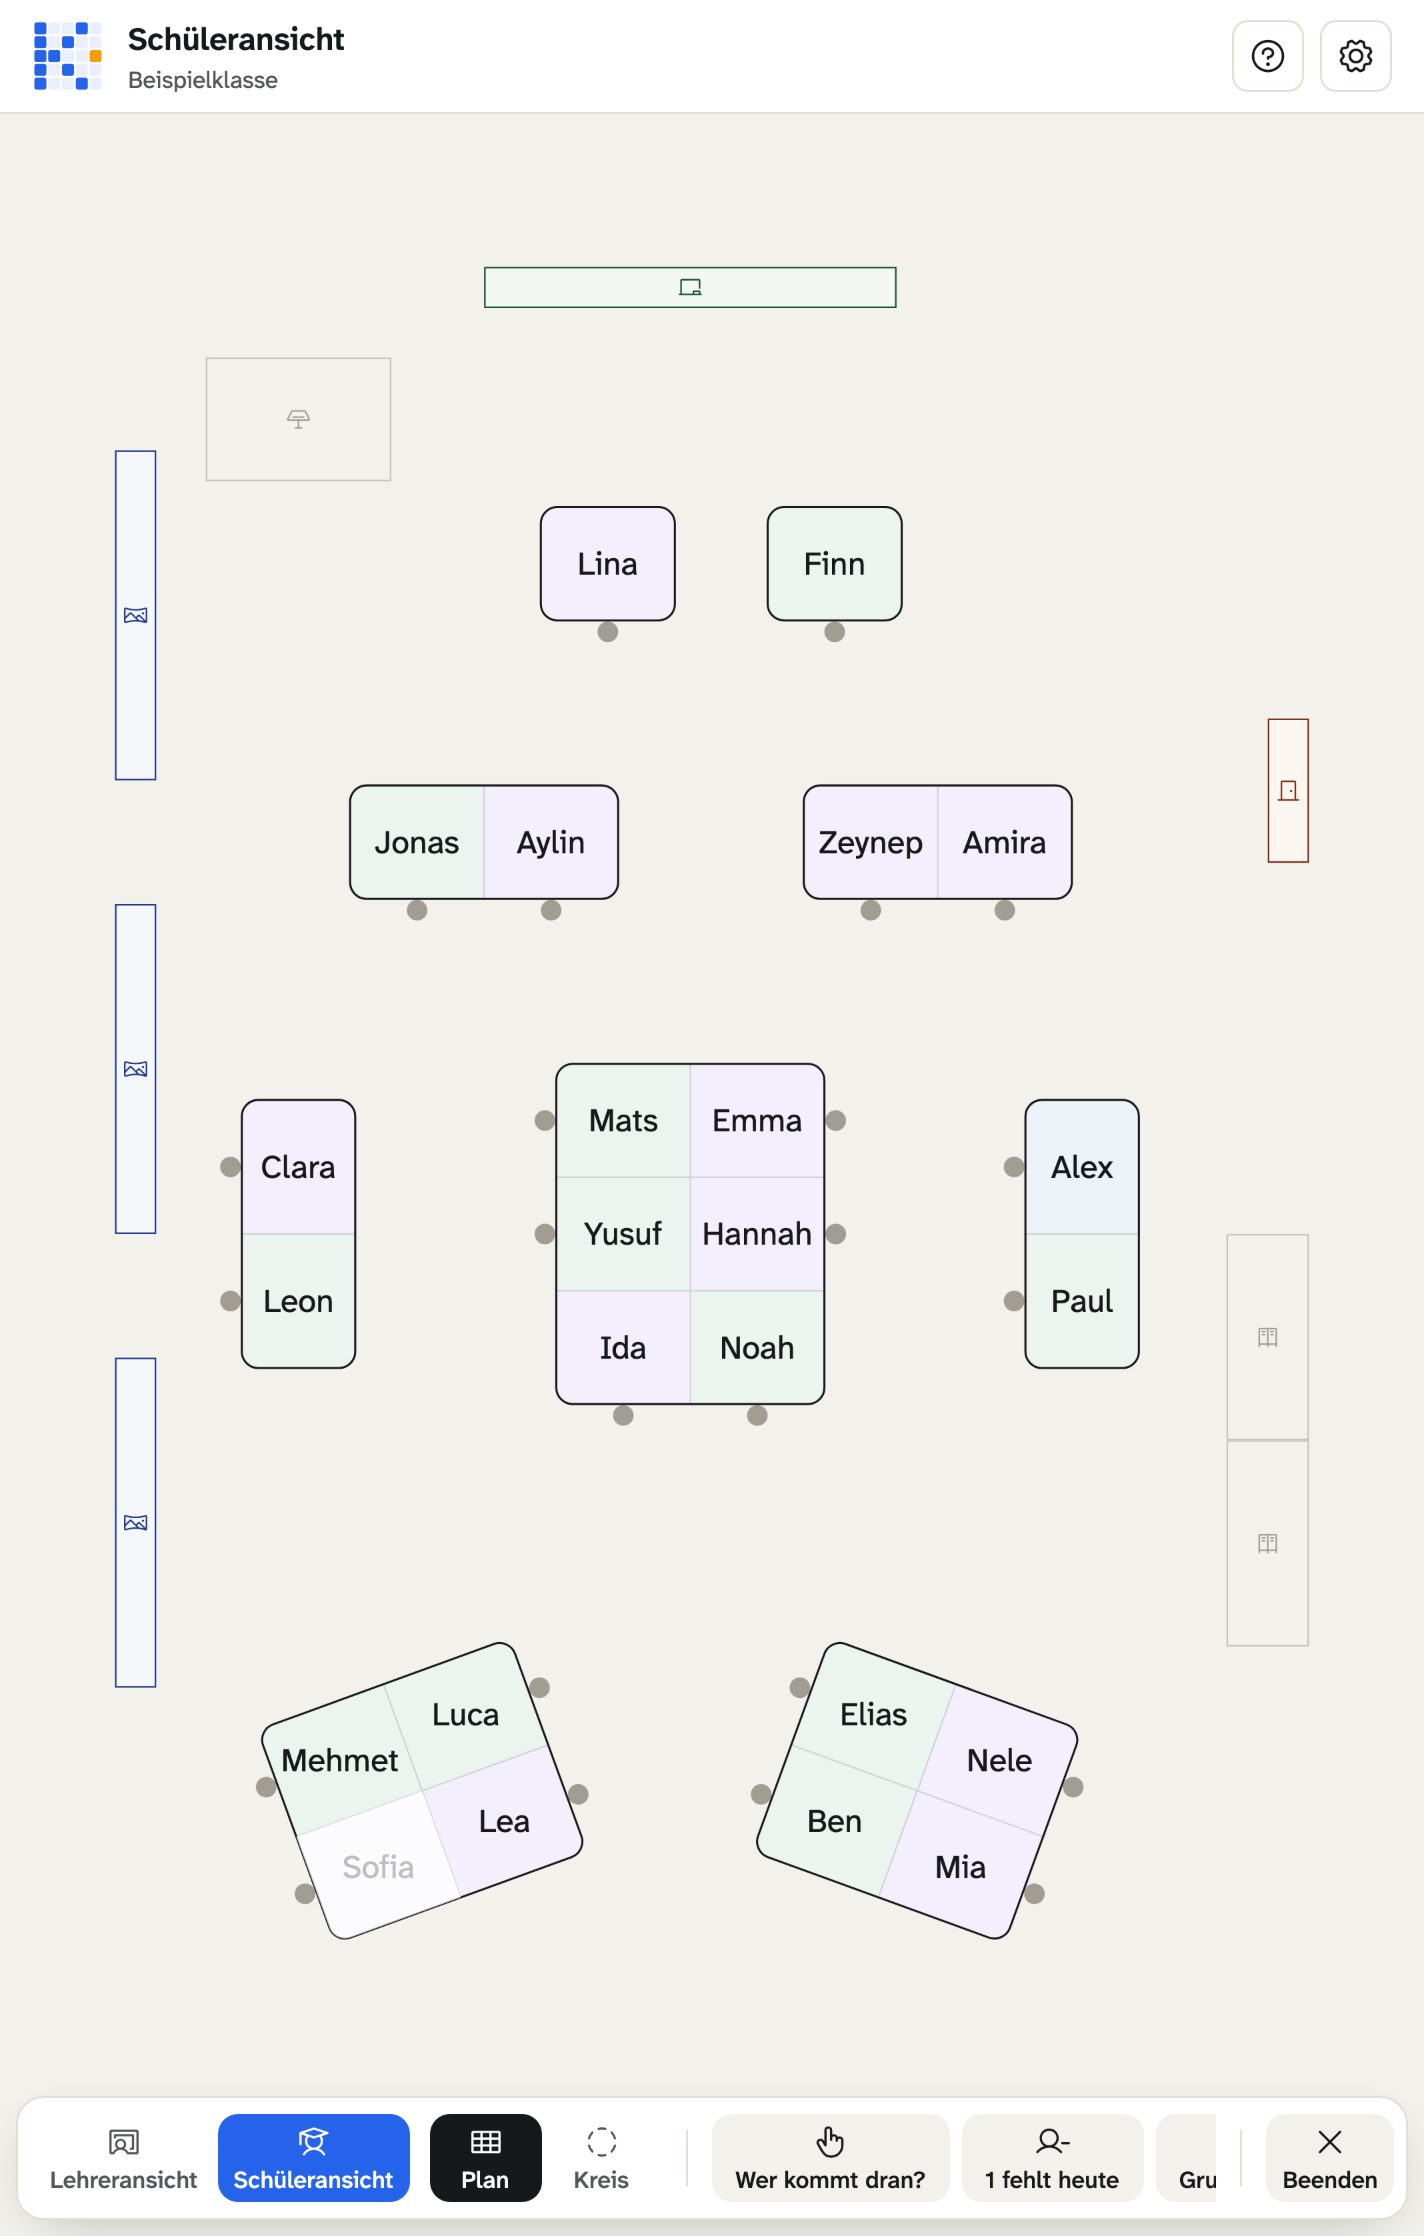 Schüleransicht
Beispielklasse
Lina
Finn
Jonas
Aylin
Zeynep
Amira
Mats
Emma
Clara
Alex
Yusuf
Hannah
Leon
Paul
Ida
Noah
Luca
Elias
Mehmet
Nele
Lea
Ben
Sofia
Mia
Lehreransicht
Schüleransicht
Plan
Kreis
Wer kommt dran?
1 fehlt heute
Gru
Beenden